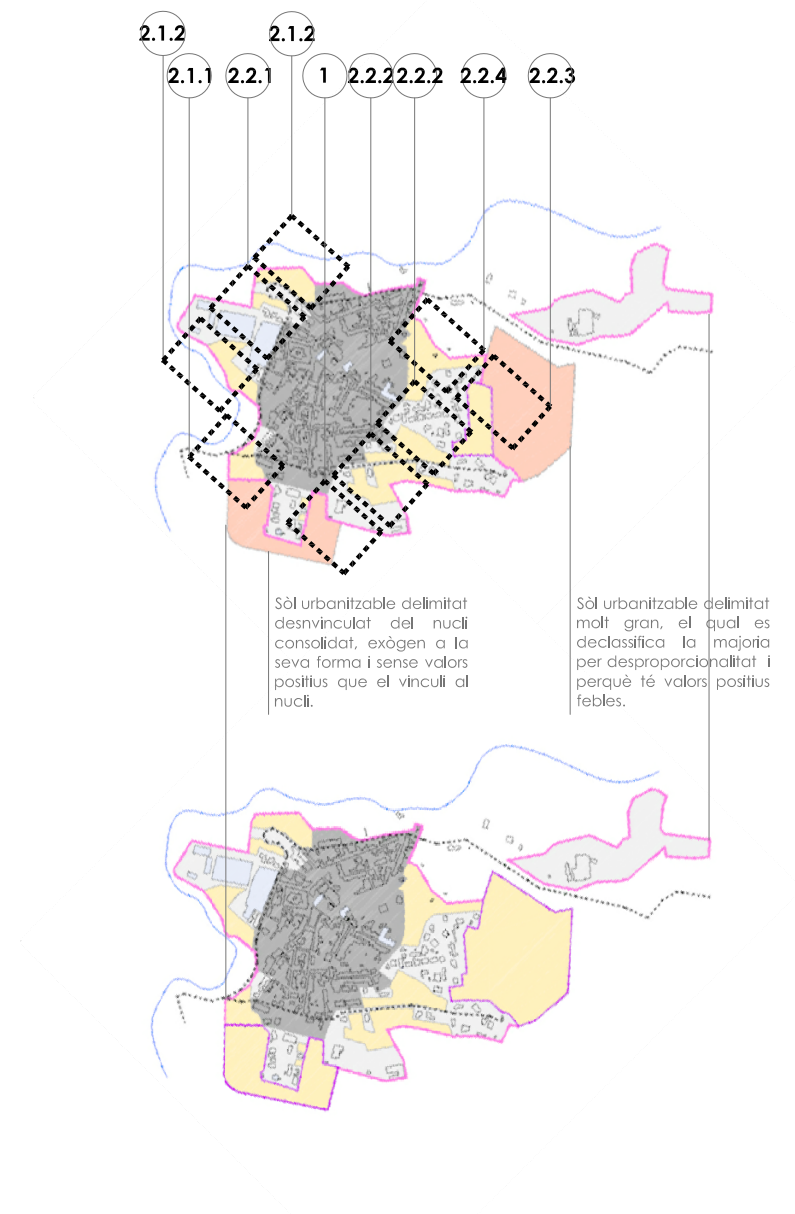 2.1.2
2.1.2
2.1.1
2.2.1
1
2.2.2
2.2.2
2.2.4
2.2.3
Sòl urbanitzable delimitat
desnvinculat del nucli
consolidat, exògen a la
seva forma i sense valors
positius que el vinculi al
nucli.
Sòl urbanitzable delimitat
molt gran, el qual es
declassifica la majoria
per desproporcionalitat i
perquè té valors positius
febles.